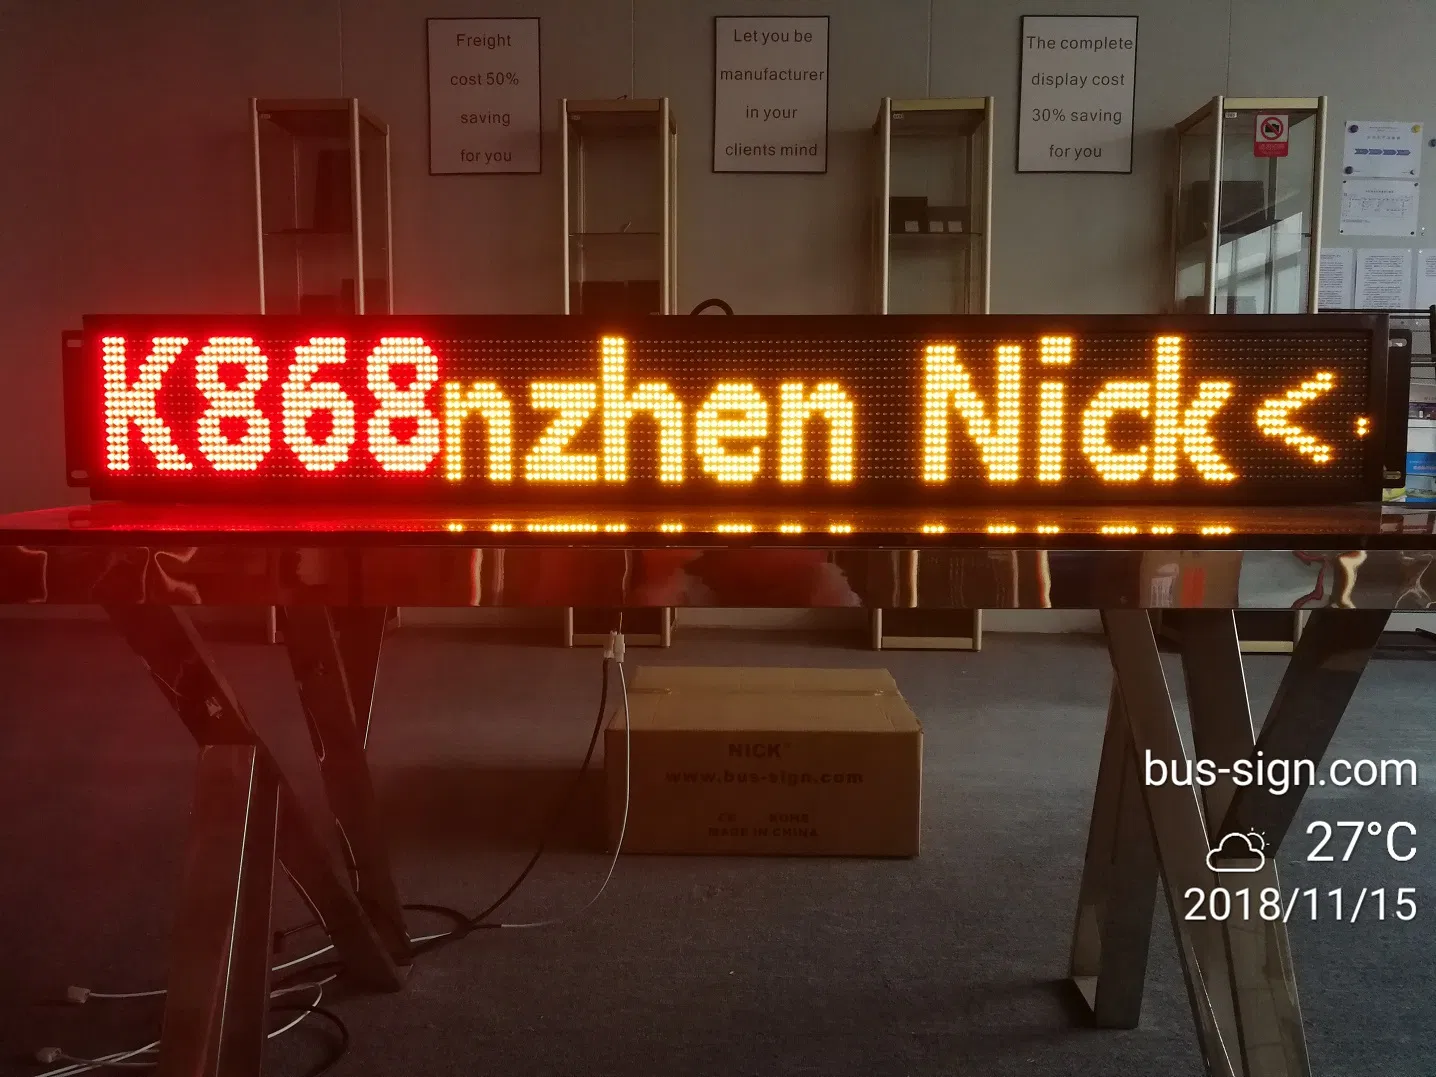 Freight
cost 50%
saving
for you
Let you be
manufacturer
in your
clients mind
The complete
display cost
30% saving
for you
K868nzhen Nick <
NICK
www.bus-sign.com
MADE IN CHINA
bus-sign.com
27°C
2018/11/15